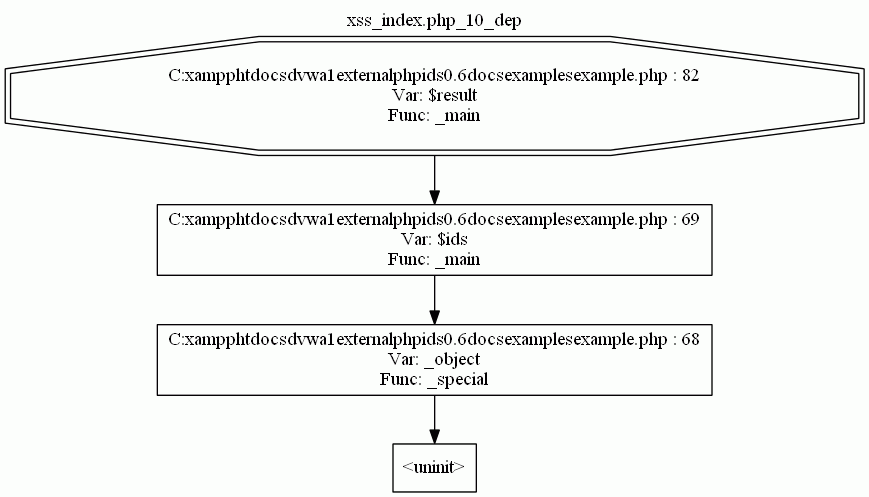 xss_index.php_10_dep
C:xampphtdocsdvwa1externalphpids0.6docsexamplesexample.php : 82
Var: $result
Func: _main
C:xampphtdocsdvwa1externalphpids0.6docsexamplesexample.php : 69
Var: $ids
Func: _main
C:xampphtdocsdvwa1externalphpids0.6docsexamplesexample.php : 68
Var: _object
Func: _special
<uninit>